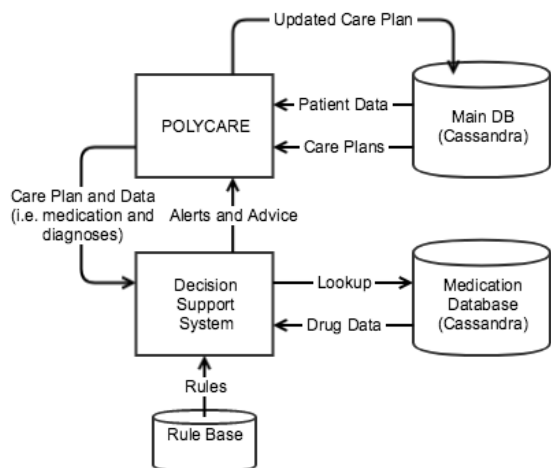 Updated Care Plan
POLYCARE
Patient Data
Care Plans
Main DB
(Cassandra)
Care Plan and Data
(i.e. medication and
diagnoses)
Alerts and Advice
Decision
Support
System
Lookup
Drug Data
Medication
Database
(Cassandra)
Rules
Rule Base